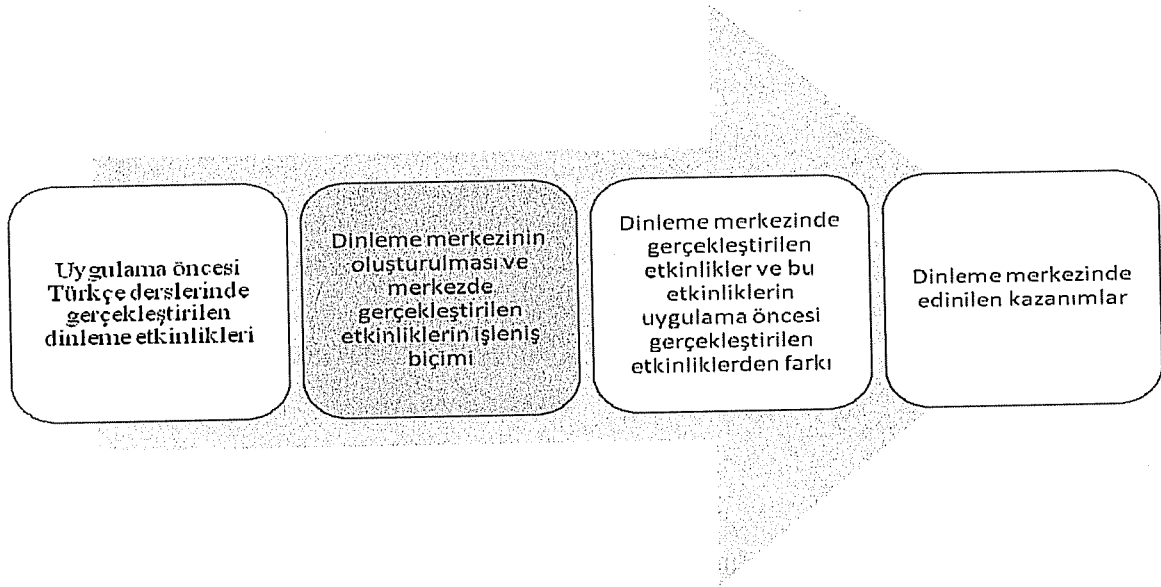 Uygulama öncesi
Türkçe derslerinde
gerçekleştirilen
dinleme etkinlikleri
Dinleme merkezinin
oluşturulması ve
merkezde
gerçekleştirilen
etkinliklerin işleniş
biçimi
Dinleme merkezinde
gerçekleştirilen
etkinlikler ve bu
etkinliklerin
uygulama öncesi
gerçekleştirilen
etkinliklerden farkı
Dinleme merkezinde
edinilen kazanımlar